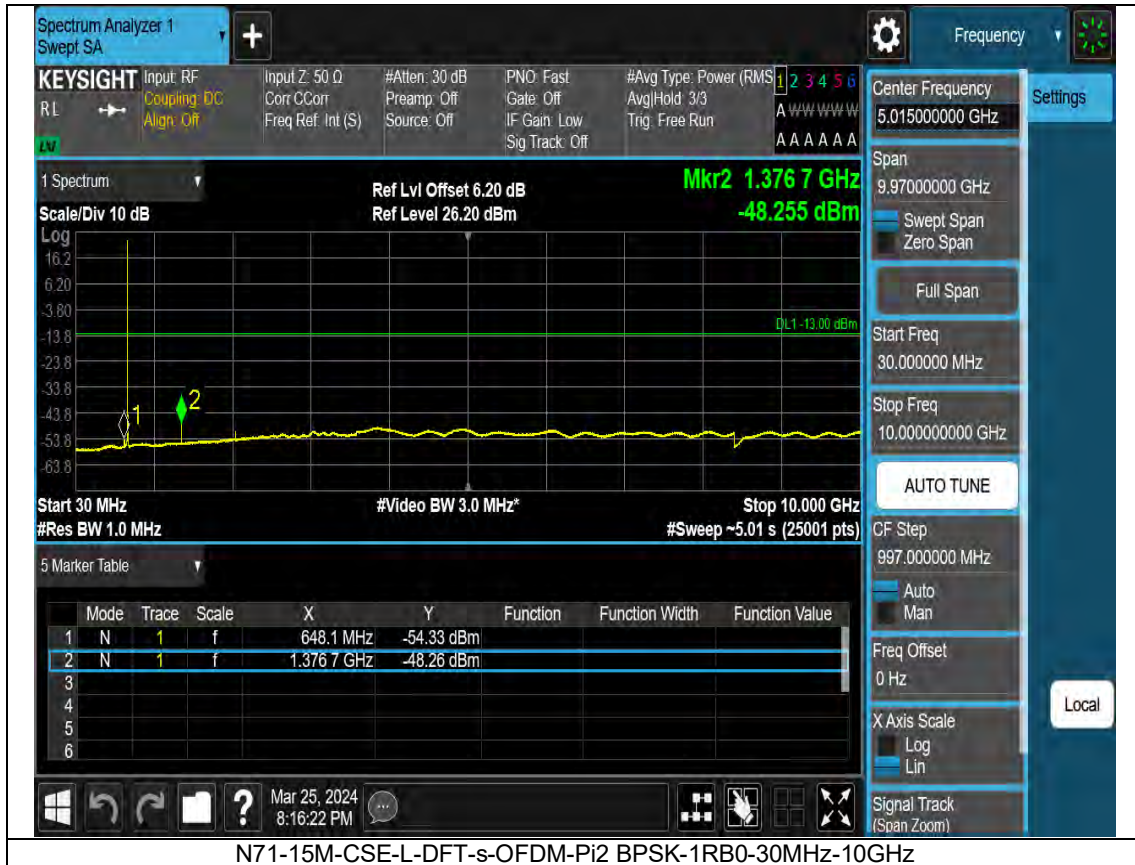 Spectrum Analyzer 1
Swept SA
+
Frequency
KEYSIGHT
RL
LXI
Input: RF
Coupling: DC
Align: Off
Input Z: 50 Ω
Corr CCorr
Freq Ref: Int (S)
#Atten: 30 dB
Preamp: Off
Source: Off
PNO: Fast
Gate: Off
IF Gain: Low
Sig Track: Off
#Avg Type: Power (RMS
Avg|Hold: 3/3
Trig: Free Run
1 2 3 4 5 6
A W W W W W
A A A A A A
1 Spectrum
Scale/Div 10 dB
Ref Lvl Offset 6.20 dB
Ref Level 26.20 dBm
Mkr2 1.376 7 GHz
-48.255 dBm
Log
16.2
6.20
-3.80
-13.8
-23.8
-33.8
-43.8
-53.8
-63.8
DL1 -13.00 dBm
1
2
Start 30 MHz
#Res BW 1.0 MHz
#Video BW 3.0 MHz*
Stop 10.000 GHz
#Sweep ~5.01 s (25001 pts)
5 Marker Table
Mode Trace Scale X Y Function Function Width Function Value
1 N 1 f 648.1 MHz -54.33 dBm
2 N 1 f 1.376 7 GHz -48.26 dBm
3
4
5
6
Center Frequency
5.015000000 GHz
Settings
Span
9.97000000 GHz
Swept Span
Zero Span
Full Span
Start Freq
30.000000 MHz
Stop Freq
10.000000000 GHz
AUTO TUNE
CF Step
997.000000 MHz
Auto
Man
Freq Offset
0 Hz
X Axis Scale
Log
Lin
Local
Signal Track
(Span Zoom)
?
Mar 25, 2024
8:16:22 PM
N71-15M-CSE-L-DFT-s-OFDM-Pi2 BPSK-1RB0-30MHz-10GHz